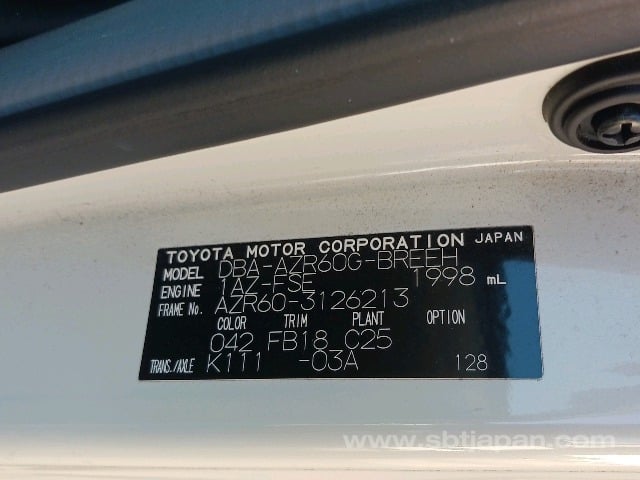 TOYOTA MOTOR CORPORATION JAPAN
MODEL DBA-AZR60G-BREEH
ENGINE 1AZ-FSE 1998 mL
FRAME No. AZR60-3126213
COLOR TRIM PLANT OPTION
042 FB18 C25
TRANS./AXLE K111 -03A 128
www.sbtjapan.com